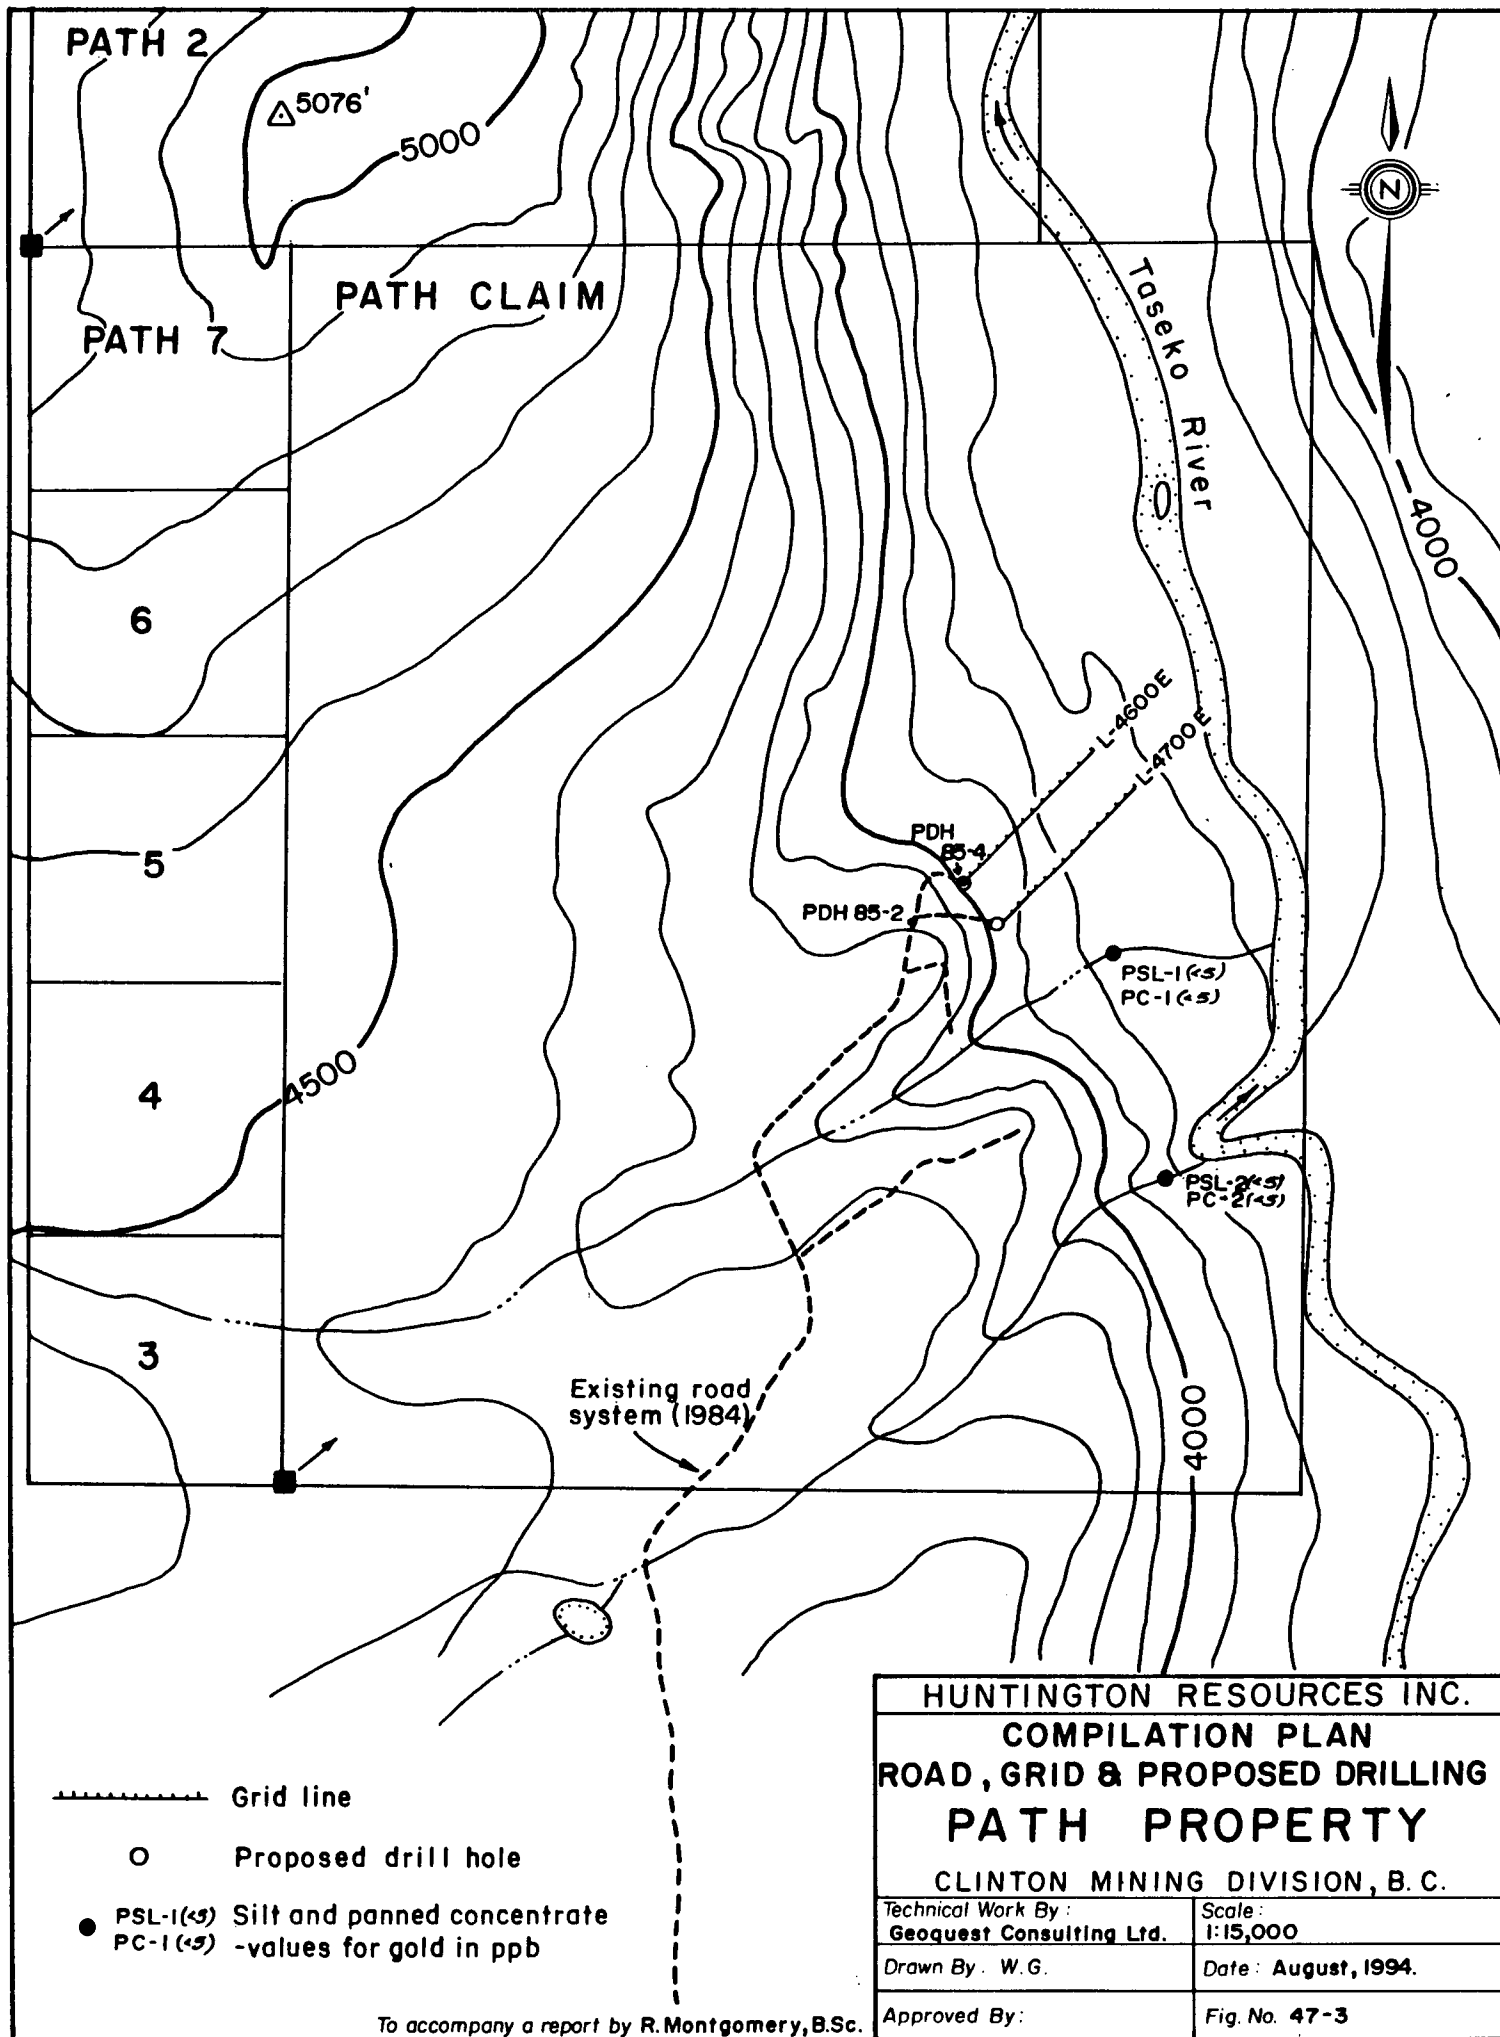 PATH 2
5076'
5000
N
PATH CLAIM
PATH 7
Taseko River
4000
6
L-4600E
L-4700E
PDH
85-4
5
PDH 85-2
PSL-1(<5)
PC-1(<5)
4500
4
PSL-2(<5)
PC-2(<5)
3
Existing road
system (1984)
4000
Grid line
Proposed drill hole
PSL-1(<5) Silt and panned concentrate
PC-1(<5) -values for gold in ppb
To accompany a report by R. Montgomery, B.Sc.
HUNTINGTON RESOURCES INC.
COMPILATION PLAN
ROAD, GRID & PROPOSED DRILLING
PATH PROPERTY
CLINTON MINING DIVISION, B.C.
Technical Work By:
Geoquest Consulting Ltd.
Scale:
1:15,000
Drawn By. W.G.
Date: August, 1994.
Approved By:
Fig. No. 47-3